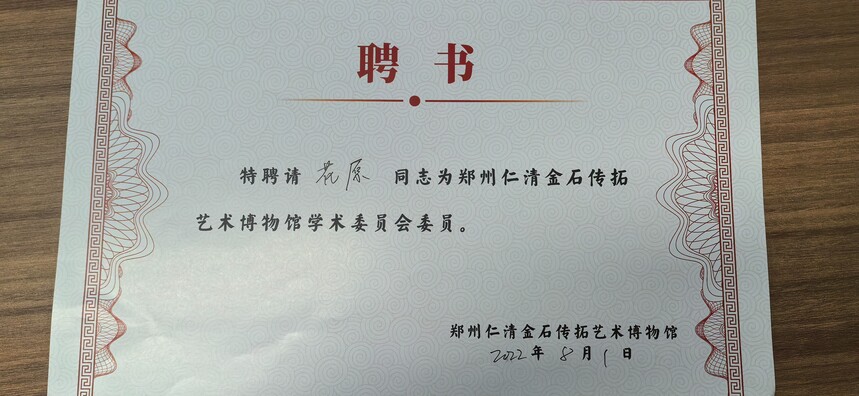 聘书
特聘请 苑原 同志为郑州仁清金石传拓
艺术博物馆学术委员会委员。
郑州仁清金石传拓艺术博物馆
2022年8月1日